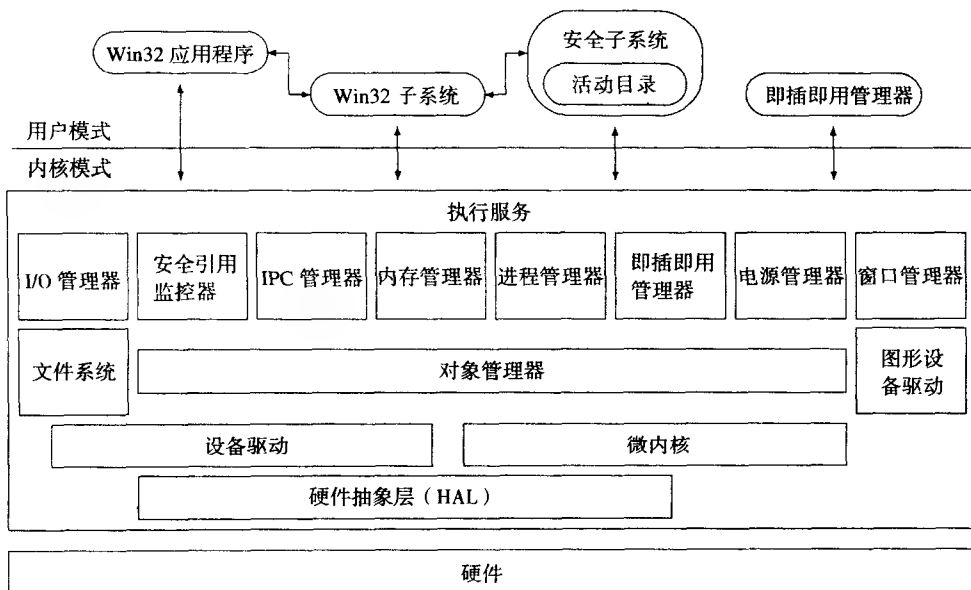 Win32 应用程序
Win32 子系统
安全子系统
活动目录
即插即用管理器
用户模式
内核模式
执行服务
I/O 管理器
安全引用
监控器
IPC 管理器
内存管理器
进程管理器
即插即用
管理器
电源管理器
窗口管理器
文件系统
对象管理器
图形设
备驱动
设备驱动
微内核
硬件抽象层（HAL）
硬件